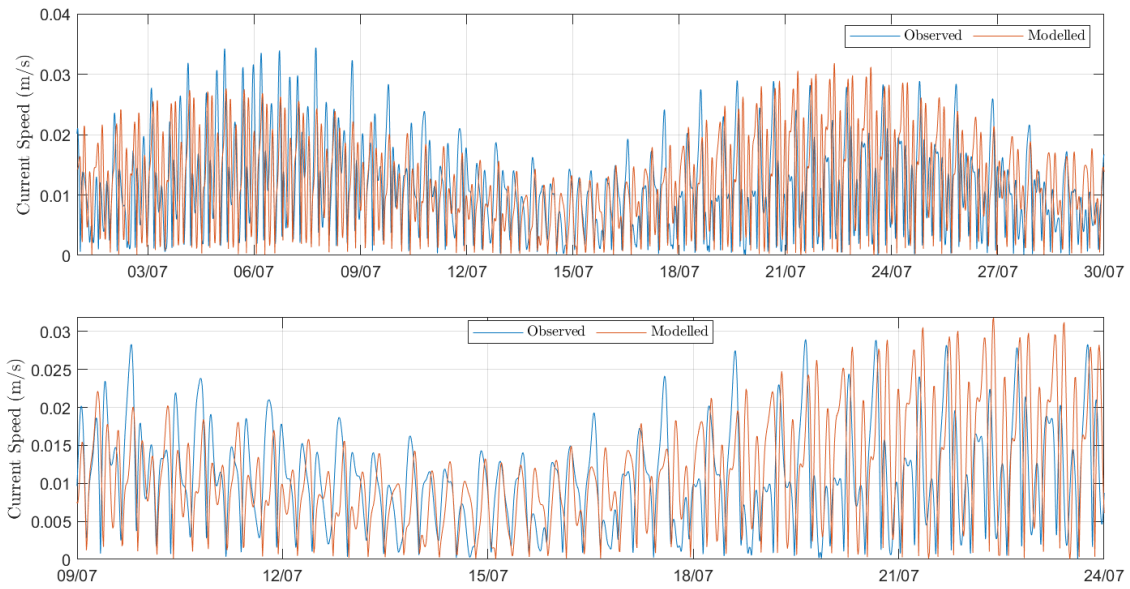 0.04
0.03
0.02
0.01
0
Current Speed (m/s)
Observed Modelled
03/07 06/07 09/07 12/07 15/07 18/07 21/07 24/07 27/07 30/07
0.03
0.025
0.02
0.015
0.01
0.005
0
Current Speed (m/s)
Observed Modelled
09/07 12/07 15/07 18/07 21/07 24/07